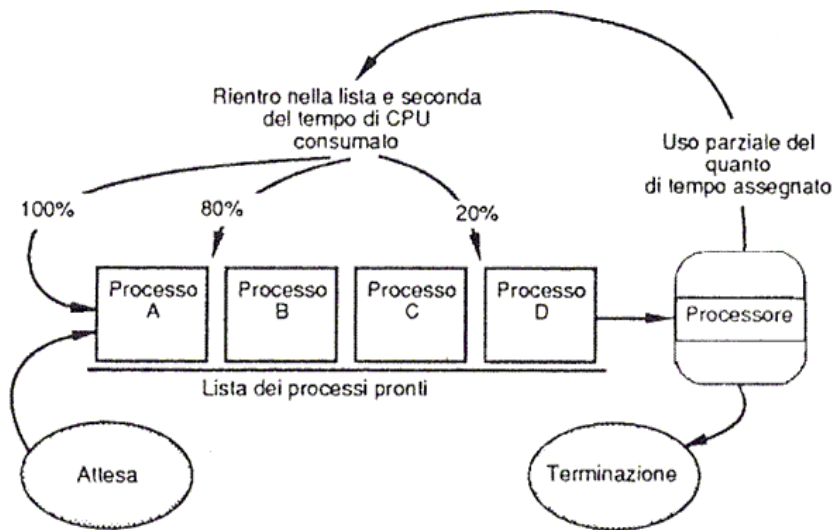 Rientro nella lista e seconda
del tempo di CPU
consumalo
Uso parziale del
quanto
di tempo assegnato
100%
80%
20%
Processo
A
Processo
B
Processo
C
Processo
D
Processore
Lista dei processi pronti
Attesa
Terminazione